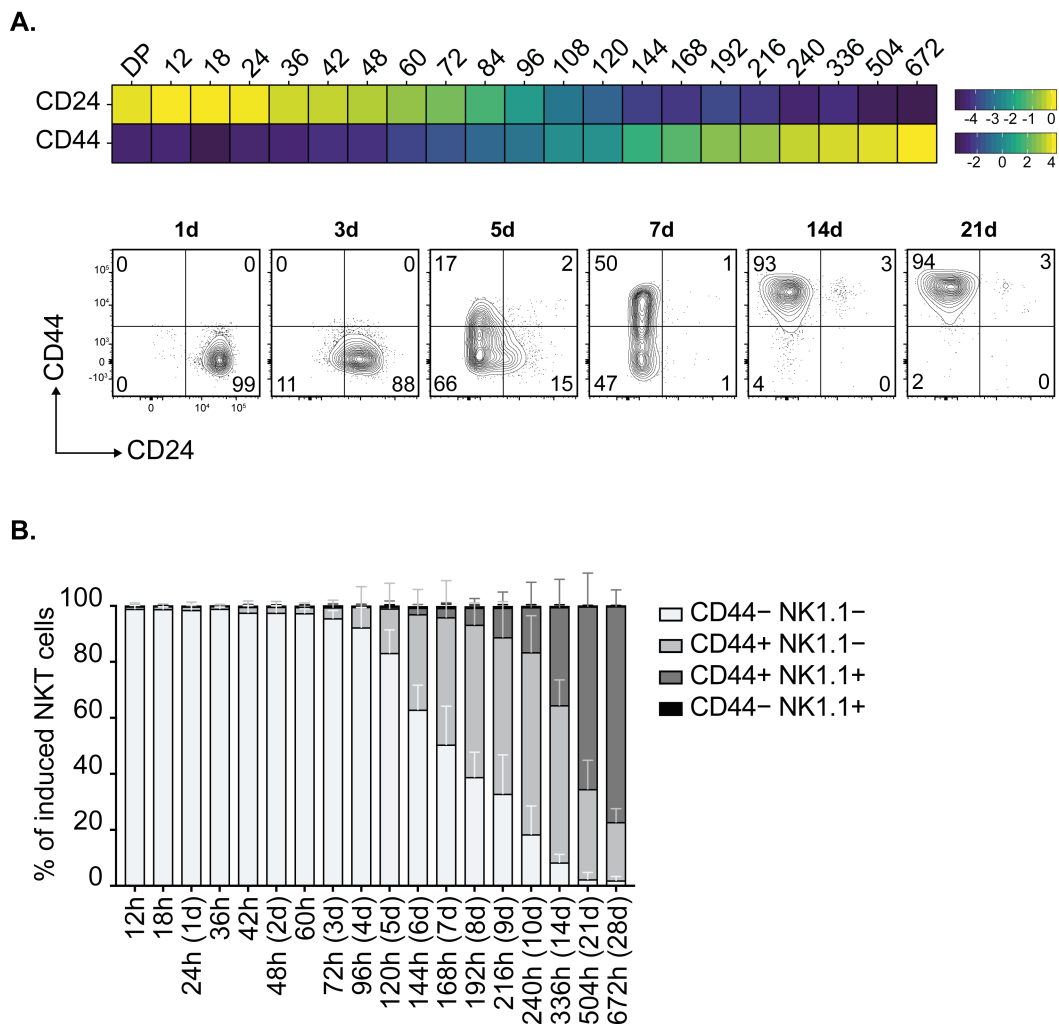 A.
DP 12 18 24 36 42 48 60 72 84 96 108 120 144 168 192 216 240 336 504 672
CD24
-4 -3 -2 -1 0
CD44
-2 0 2 4
1d 3d 5d 7d 14d 21d
0 0 0 0 17 2 50 1 93 3 94 3
10⁵
10⁴
10³
0
-10³
0 99 11 88 66 15 47 1 4 0 2 0
0 10⁴ 10⁵
CD44
CD24
B.
100
80
60
40
20
0
% of induced NKT cells
CD44− NK1.1−
CD44+ NK1.1−
CD44+ NK1.1+
CD44− NK1.1+
12h
18h
24h (1d)
36h
42h
48h (2d)
60h
72h (3d)
96h (4d)
120h (5d)
144h (6d)
168h (7d)
192h (8d)
216h (9d)
240h (10d)
336h (14d)
504h (21d)
672h (28d)